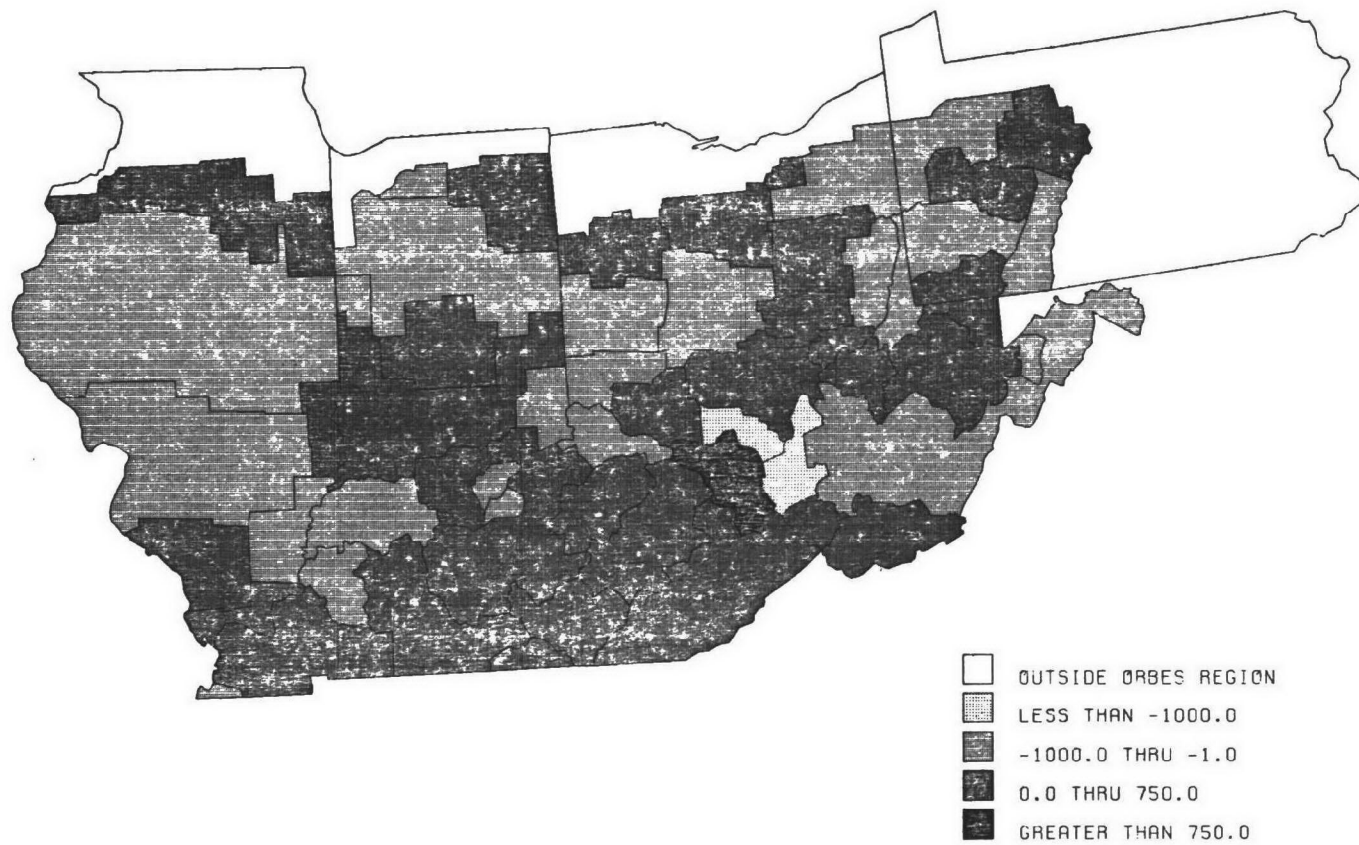 OUTSIDE ORBES REGION
LESS THAN -1000.0
-1000.0 THRU -1.0
0.0 THRU 750.0
GREATER THAN 750.0